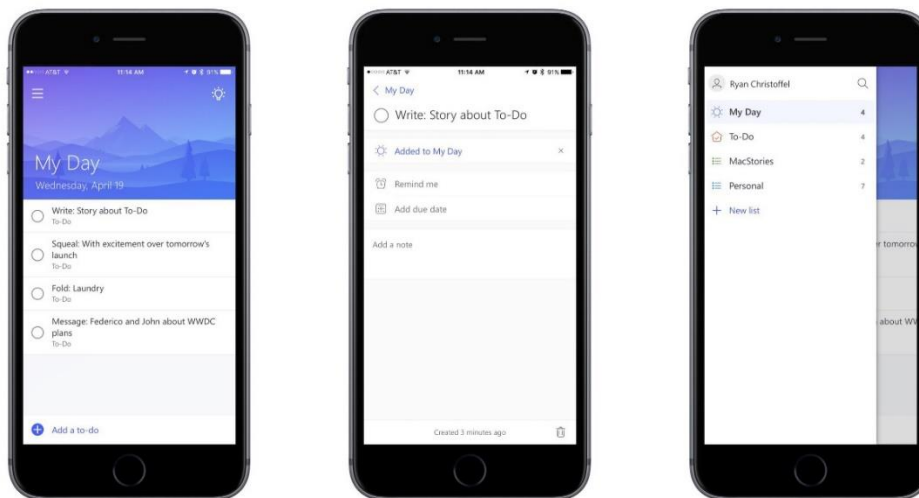 AT&T 11:14 AM 91%
My Day
Wednesday, April 19
Write: Story about To-Do
To-Do
Squeal: With excitement over tomorrow's
launch
To-Do
Fold: Laundry
To-Do
Message: Federico and John about WWDC
plans
To-Do
Add a to-do
AT&T 11:14 AM 91%
My Day
Write: Story about To-Do
Added to My Day
Remind me
Add due date
Add a note
Created 3 minutes ago
Ryan Christoffel
My Day 4
To-Do 4
MacStories 2
Personal 7
New list
r tomorrow
about WW